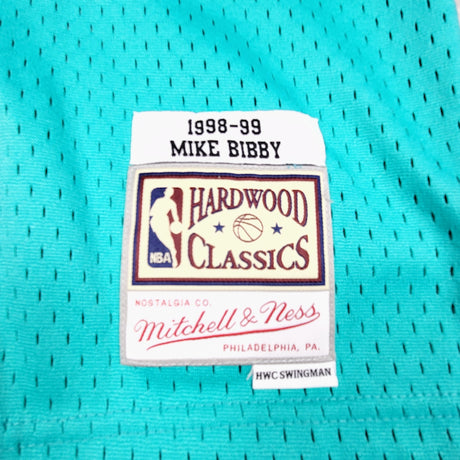 1998-99
MIKE BIBBY
NBA
HARDWOOD
CLASSICS
NOSTALGIA CO.
Mitchell & Ness
PHILADELPHIA, PA.
HWC SWINGMAN